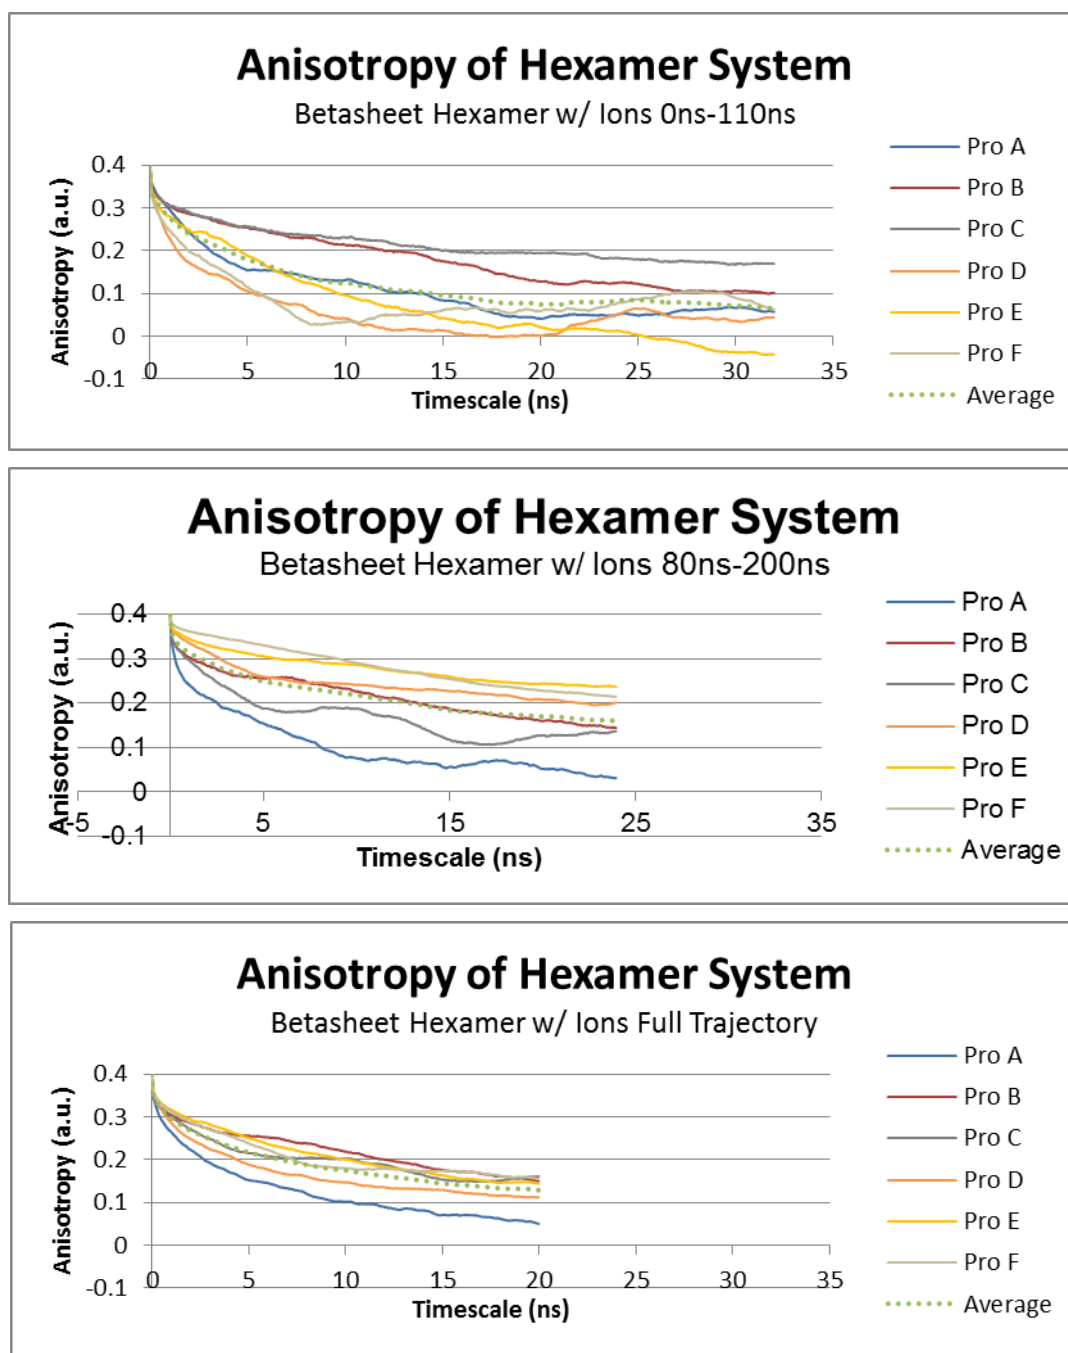 Anisotropy of Hexamer System
Betasheet Hexamer w/ Ions 0ns-110ns
Anisotropy (a.u.)
0.4
0.3
0.2
0.1
0
-0.1
0 5 10 15 20 25 30 35
Timescale (ns)
Pro A
Pro B
Pro C
Pro D
Pro E
Pro F
Average
Anisotropy of Hexamer System
Betasheet Hexamer w/ Ions 80ns-200ns
Anisotropy (a.u.)
0.4
0.3
0.2
0.1
0
-0.1
-5 5 15 25 35
Timescale (ns)
Pro A
Pro B
Pro C
Pro D
Pro E
Pro F
Average
Anisotropy of Hexamer System
Betasheet Hexamer w/ Ions Full Trajectory
Anisotropy (a.u.)
0.4
0.3
0.2
0.1
0
-0.1
0 5 10 15 20 25 30 35
Timescale (ns)
Pro A
Pro B
Pro C
Pro D
Pro E
Pro F
Average